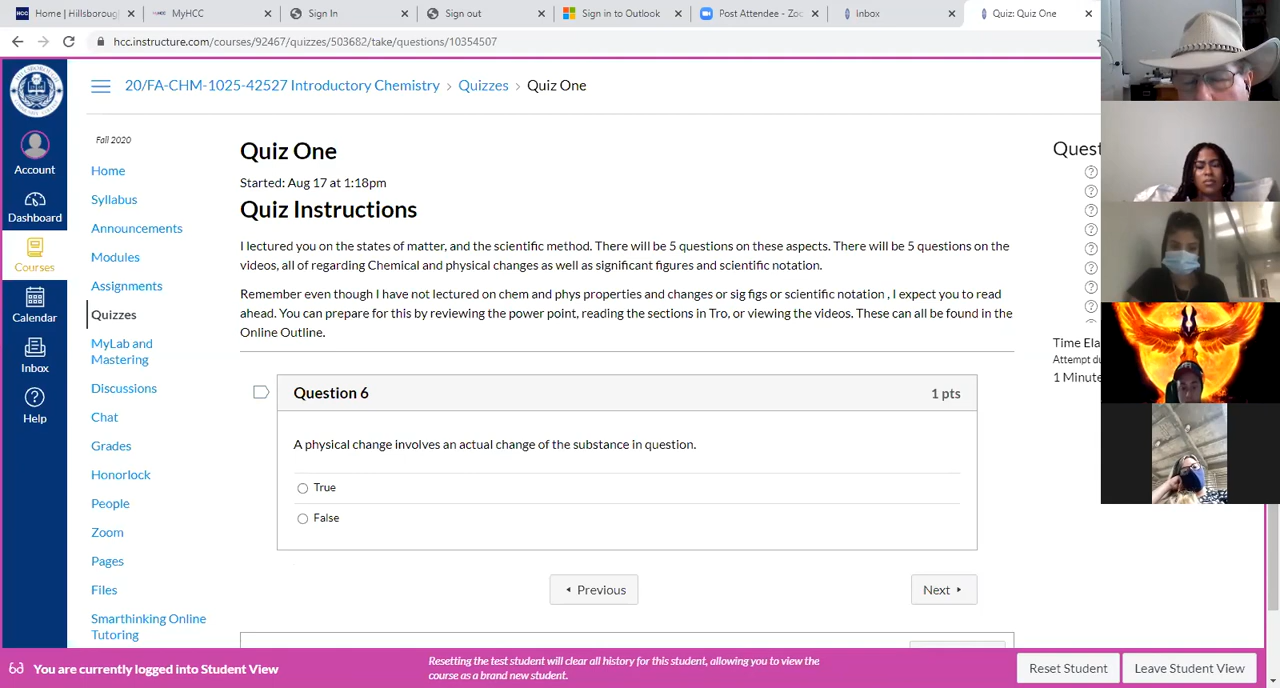 Home | Hillsboroug
MyHCC
Sign In
Sign out
Sign in to Outlook
Post Attendee - Zoo
Inbox
Quiz: Quiz One
hcc.instructure.com/courses/92467/quizzes/503682/take/questions/10354507
20/FA-CHM-1025-42527 Introductory Chemistry > Quizzes > Quiz One
Account
Dashboard
Courses
Calendar
Inbox
Help
Fall 2020
Home
Syllabus
Announcements
Modules
Assignments
Quizzes
MyLab and
Mastering
Discussions
Chat
Grades
Honorlock
People
Zoom
Pages
Files
Smarthinking Online
Tutoring
Quiz One
Started: Aug 17 at 1:18pm
Quiz Instructions
I lectured you on the states of matter, and the scientific method. There will be 5 questions on these aspects. There will be 5 questions on the
videos, all of regarding Chemical and physical changes as well as significant figures and scientific notation.
Remember even though I have not lectured on chem and phys properties and changes or sig figs or scientific notation , I expect you to read
ahead. You can prepare for this by reviewing the power point, reading the sections in Tro, or viewing the videos. These can all be found in the
Online Outline.
Question 6
1 pts
A physical change involves an actual change of the substance in question.
True
False
Previous
Next
Quest
Time Ela
Attempt du
1 Minute
You are currently logged into Student View
Resetting the test student will clear all history for this student, allowing you to view the
course as a brand new student.
Reset Student
Leave Student View